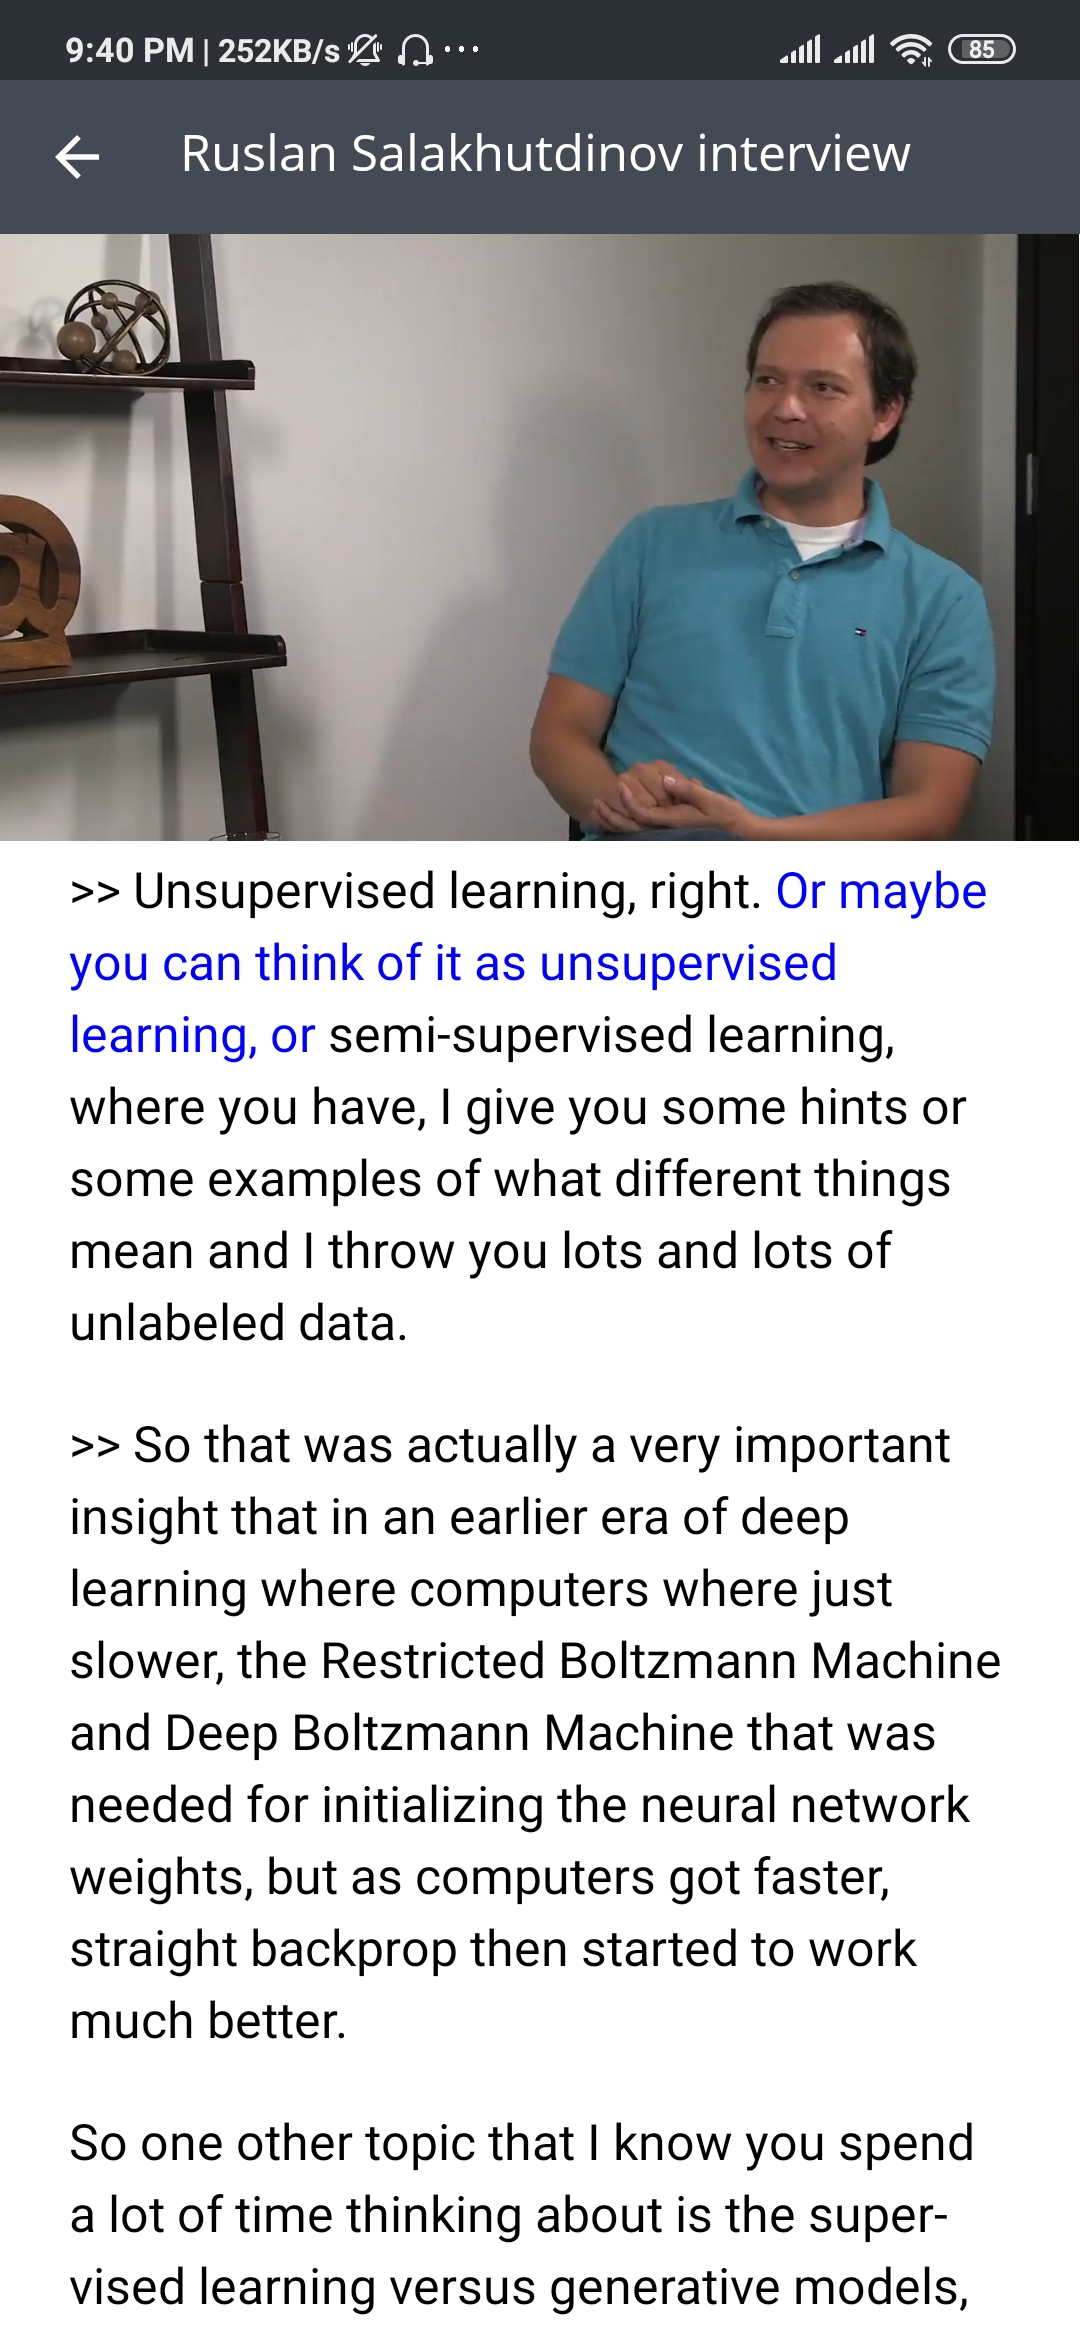 9:40 PM | 252KB/s
85
Ruslan Salakhutdinov interview
>> Unsupervised learning, right. Or maybe
you can think of it as unsupervised
learning, or semi-supervised learning,
where you have, I give you some hints or
some examples of what different things
mean and I throw you lots and lots of
unlabeled data.
>> So that was actually a very important
insight that in an earlier era of deep
learning where computers where just
slower, the Restricted Boltzmann Machine
and Deep Boltzmann Machine that was
needed for initializing the neural network
weights, but as computers got faster,
straight backprop then started to work
much better.
So one other topic that I know you spend
a lot of time thinking about is the super-
vised learning versus generative models,